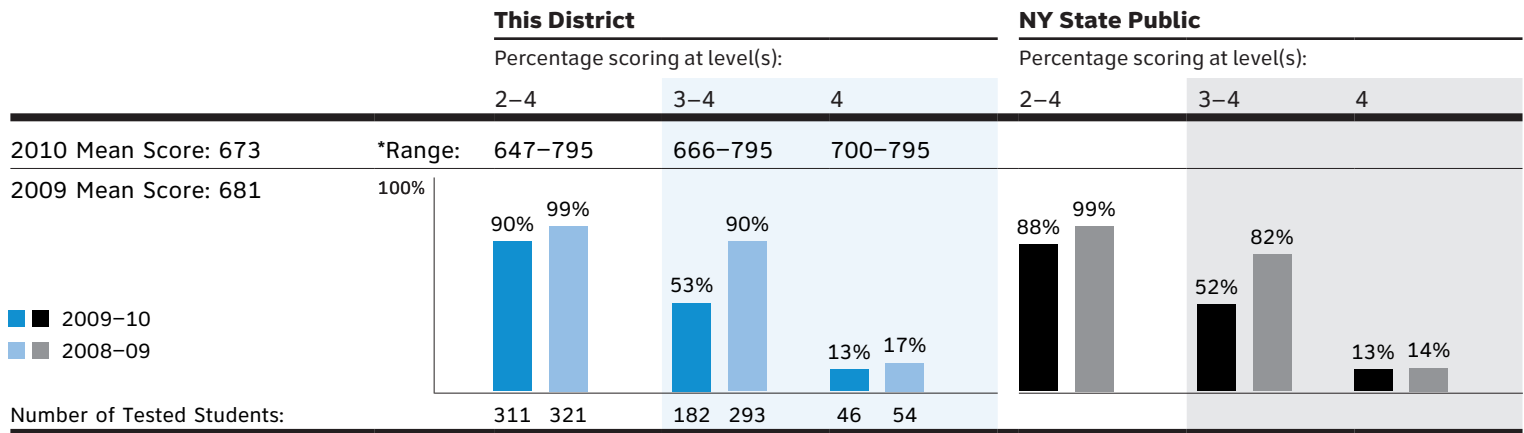 This District NY State Public
Percentage scoring at level(s): Percentage scoring at level(s):
2–4 3–4 4 2–4 3–4 4
2010 Mean Score: 673 *Range: 647–795 666–795 700–795
2009 Mean Score: 681 100%
90% 99% 53% 90% 13% 17% 88% 99% 52% 82% 13% 14%
2009–10
2008–09
Number of Tested Students: 311 321 182 293 46 54